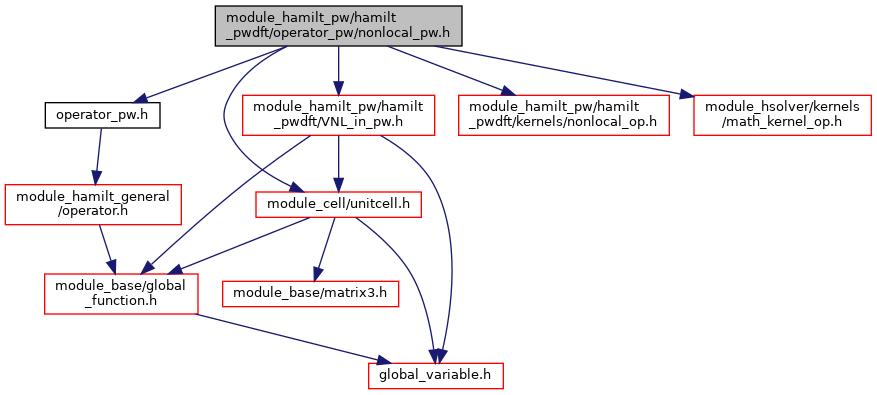 module_hamilt_pw/hamilt
_pwdft/operator_pw/nonlocal_pw.h
operator_pw.h
module_hamilt_pw/hamilt
_pwdft/VNL_in_pw.h
module_hamilt_pw/hamilt
_pwdft/kernels/nonlocal_op.h
module_hsolver/kernels
/math_kernel_op.h
module_hamilt_general
/operator.h
module_cell/unitcell.h
module_base/global
_function.h
module_base/matrix3.h
global_variable.h